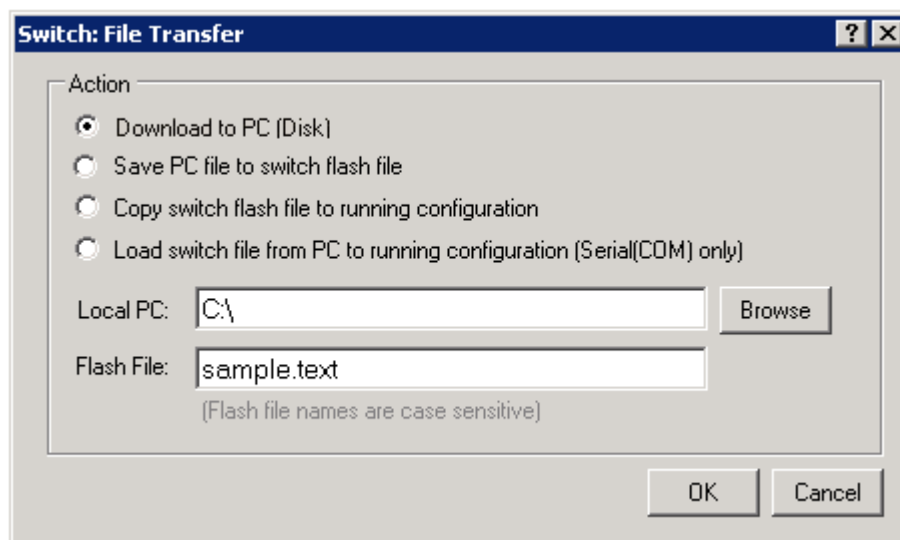 Switch: File Transfer
Action
Download to PC (Disk)
Save PC file to switch flash file
Copy switch flash file to running configuration
Load switch file from PC to running configuration (Serial(COM) only)
Local PC: C:\ Browse
Flash File: sample.text
(Flash file names are case sensitive)
OK Cancel